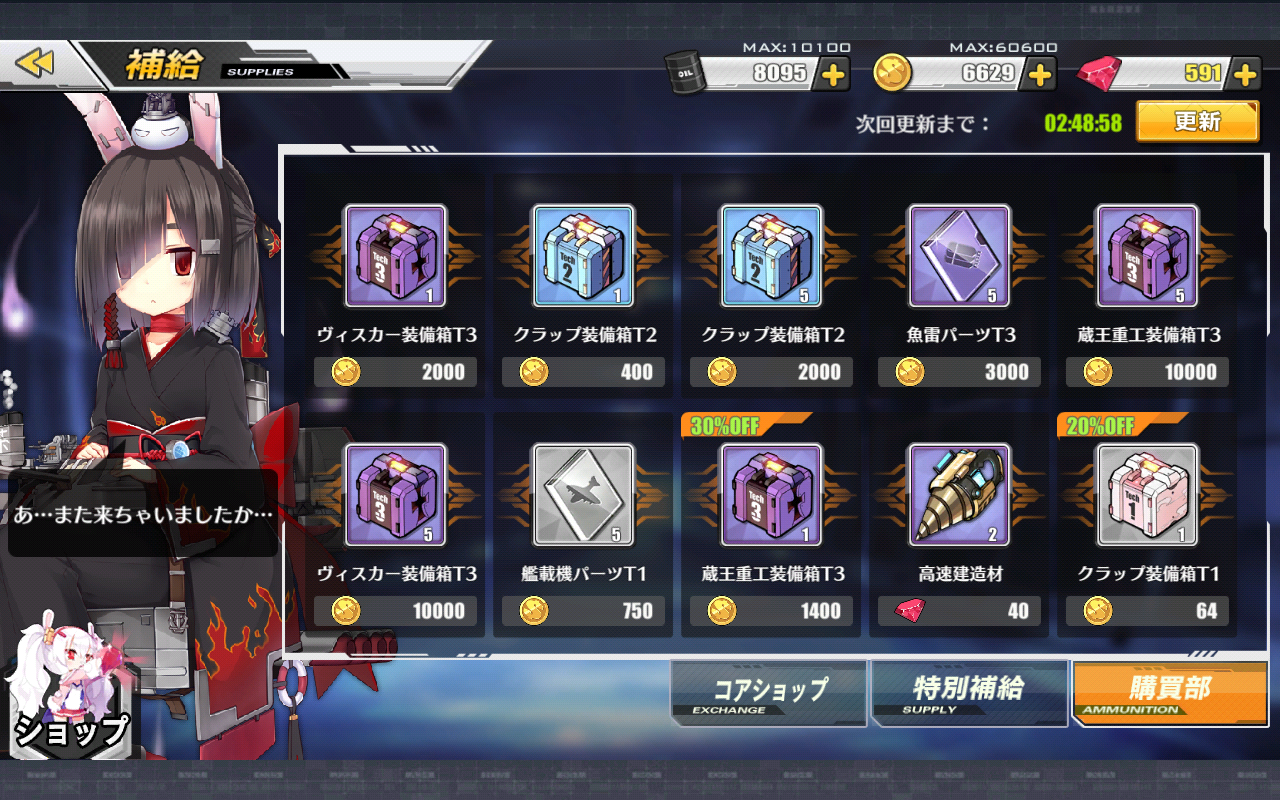 補給
SUPPLIES
MAX:10100
MAX:60600
OIL
8095
6629
591
次回更新まで：
02:48:58
更新
Tech 3
1
Tech 2
1
Tech 2
5
5
Tech 3
5
ヴィスカー装備箱T3
クラップ装備箱T2
クラップ装備箱T2
魚雷パーツT3
蔵王重工装備箱T3
2000
400
2000
3000
10000
30%OFF
20%OFF
Tech 3
5
5
Tech 3
1
2
Tech 1
1
ヴィスカー装備箱T3
艦載機パーツT1
蔵王重工装備箱T3
高速建造材
クラップ装備箱T1
10000
750
1400
40
64
あ…また来ちゃいましたか…
ショップ
コアショップ
EXCHANGE
特別補給
SUPPLY
購買部
AMMUNITION